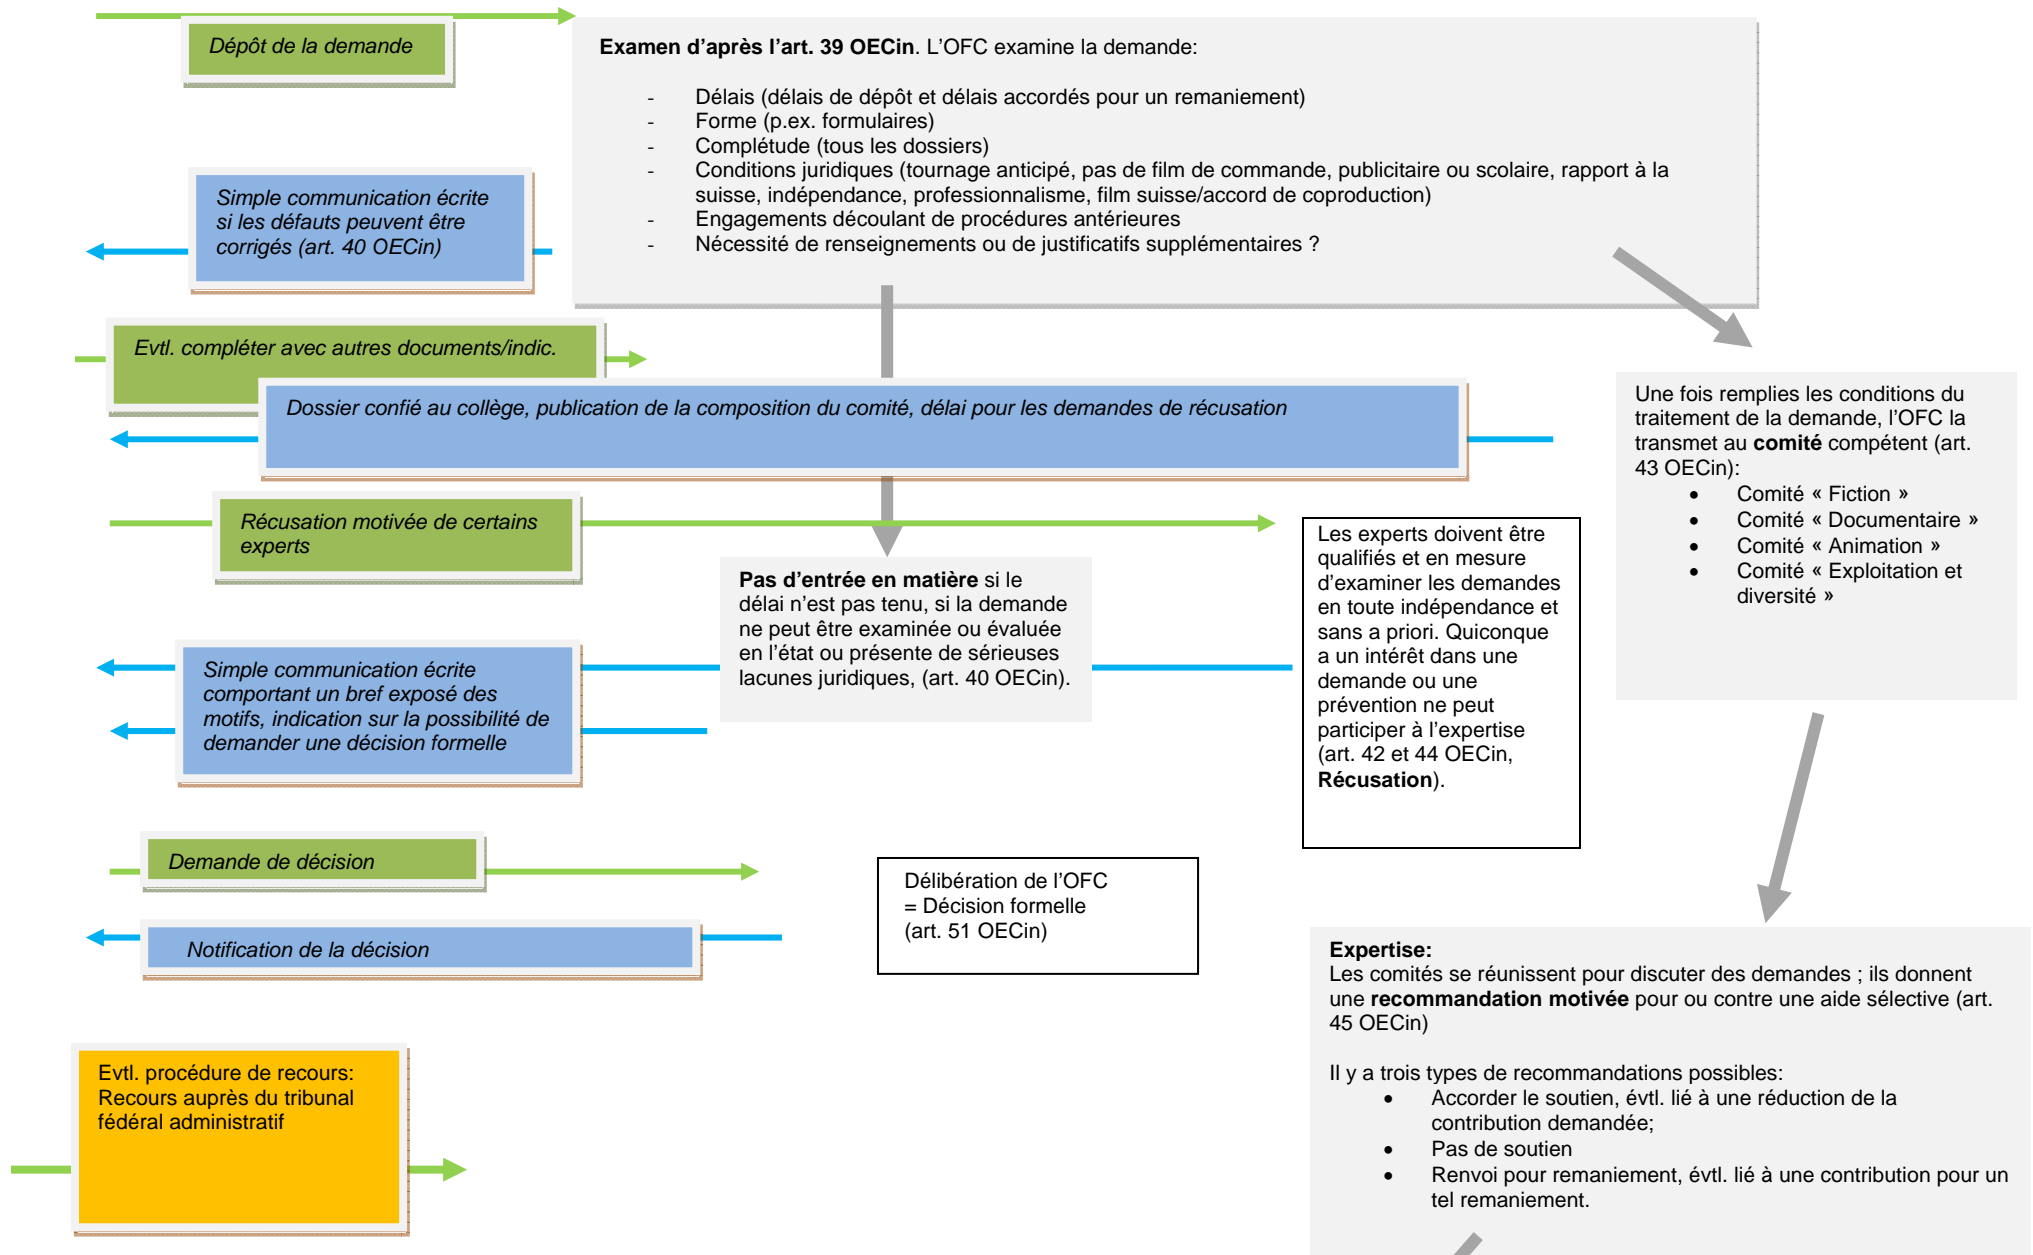 Dépôt de la demande
Examen d'après l'art. 39 OECin. L'OFC examine la demande:
- Délais (délais de dépôt et délais accordés pour un remaniement)
- Forme (p.ex. formulaires)
- Complétude (tous les dossiers)
- Conditions juridiques (tournage anticipé, pas de film de commande, publicitaire ou scolaire, rapport à la
suisse, indépendance, professionnalisme, film suisse/accord de coproduction)
- Engagements découlant de procédures antérieures
- Nécessité de renseignements ou de justificatifs supplémentaires ?
Simple communication écrite
si les défauts peuvent être
corrigés (art. 40 OECin)
Evtl. compléter avec autres documents/indic.
Dossier confié au collège, publication de la composition du comité, délai pour les demandes de récusation
Une fois remplies les conditions du
traitement de la demande, l'OFC la
transmet au comité compétent (art.
43 OECin):
• Comité « Fiction »
• Comité « Documentaire »
• Comité « Animation »
• Comité « Exploitation et
diversité »
Récusation motivée de certains
experts
Pas d'entrée en matière si le
délai n'est pas tenu, si la demande
ne peut être examinée ou évaluée
en l'état ou présente de sérieuses
lacunes juridiques, (art. 40 OECin).
Les experts doivent être
qualifiés et en mesure
d'examiner les demandes
en toute indépendance et
sans a priori. Quiconque
a un intérêt dans une
demande ou une
prévention ne peut
participer à l'expertise
(art. 42 et 44 OECin,
Récusation).
Simple communication écrite
comportant un bref exposé des
motifs, indication sur la possibilité de
demander une décision formelle
Demande de décision
Délibération de l'OFC
= Décision formelle
(art. 51 OECin)
Notification de la décision
Expertise:
Les comités se réunissent pour discuter des demandes ; ils donnent
une recommandation motivée pour ou contre une aide sélective (art.
45 OECin)
Il y a trois types de recommandations possibles:
• Accorder le soutien, évtl. lié à une réduction de la
contribution demandée;
• Pas de soutien
• Renvoi pour remaniement, évtl. lié à une contribution pour un
tel remaniement.
Evtl. procédure de recours:
Recours auprès du tribunal
fédéral administratif